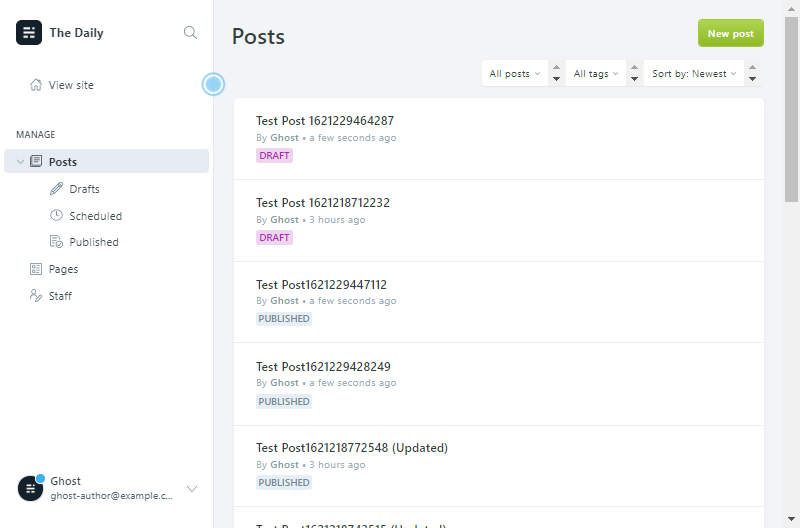 The Daily
View site
MANAGE
Posts
Drafts
Scheduled
Published
Pages
Staff
Ghost
ghost-author@example.c...
Posts
New post
All posts
All tags
Sort by: Newest
Test Post 1621229464287
By Ghost • a few seconds ago
DRAFT
Test Post 1621218712232
By Ghost • 3 hours ago
DRAFT
Test Post1621229447112
By Ghost • a few seconds ago
PUBLISHED
Test Post1621229428249
By Ghost • a few seconds ago
PUBLISHED
Test Post1621218772548 (Updated)
By Ghost • 3 hours ago
PUBLISHED